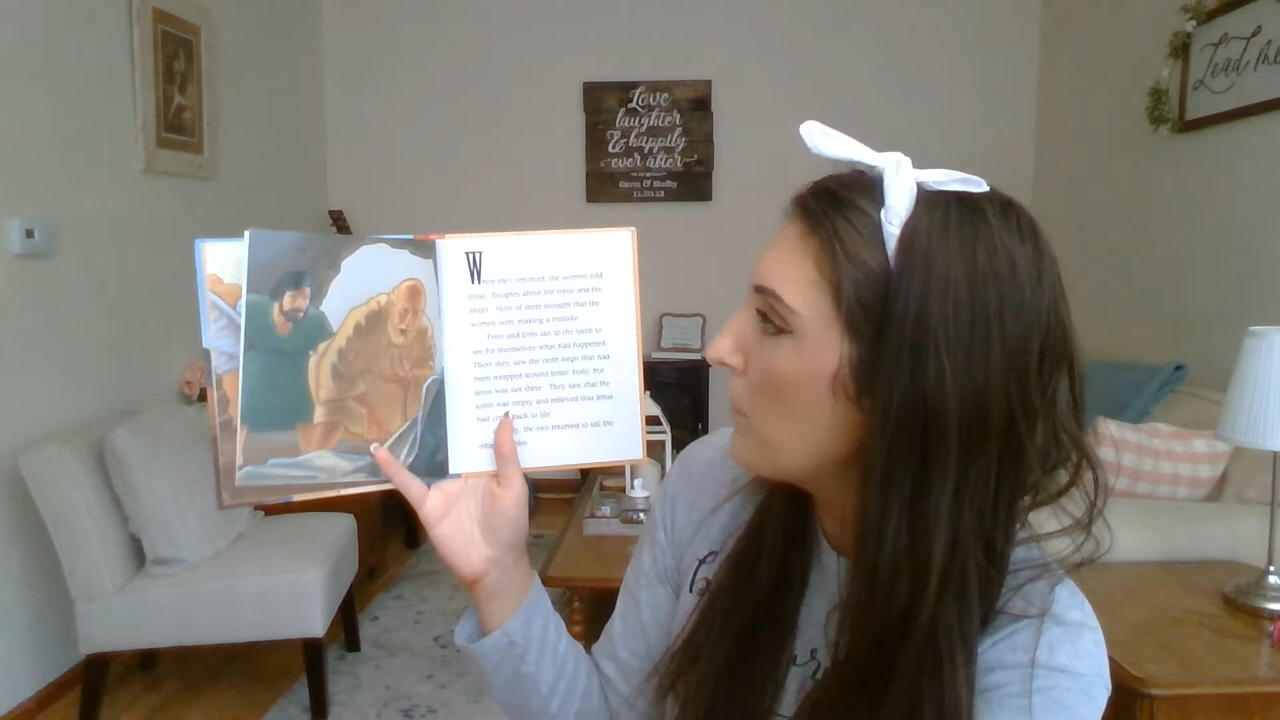 Love
laughter
& happily
ever after
Gavin & Shelby
11.30.13
Lead me
When they returned, the women told
Jesus' disciples about the tomb and the
angel. Most of them thought that the
women were making a mistake.
Peter and John ran to the tomb to
see for themselves what had happened.
There they saw the cloth strips that had
been wrapped around Jesus' body, but
Jesus was not there. They saw that the
tomb was empty and believed that Jesus
had come back to life.
the two returned to tell the